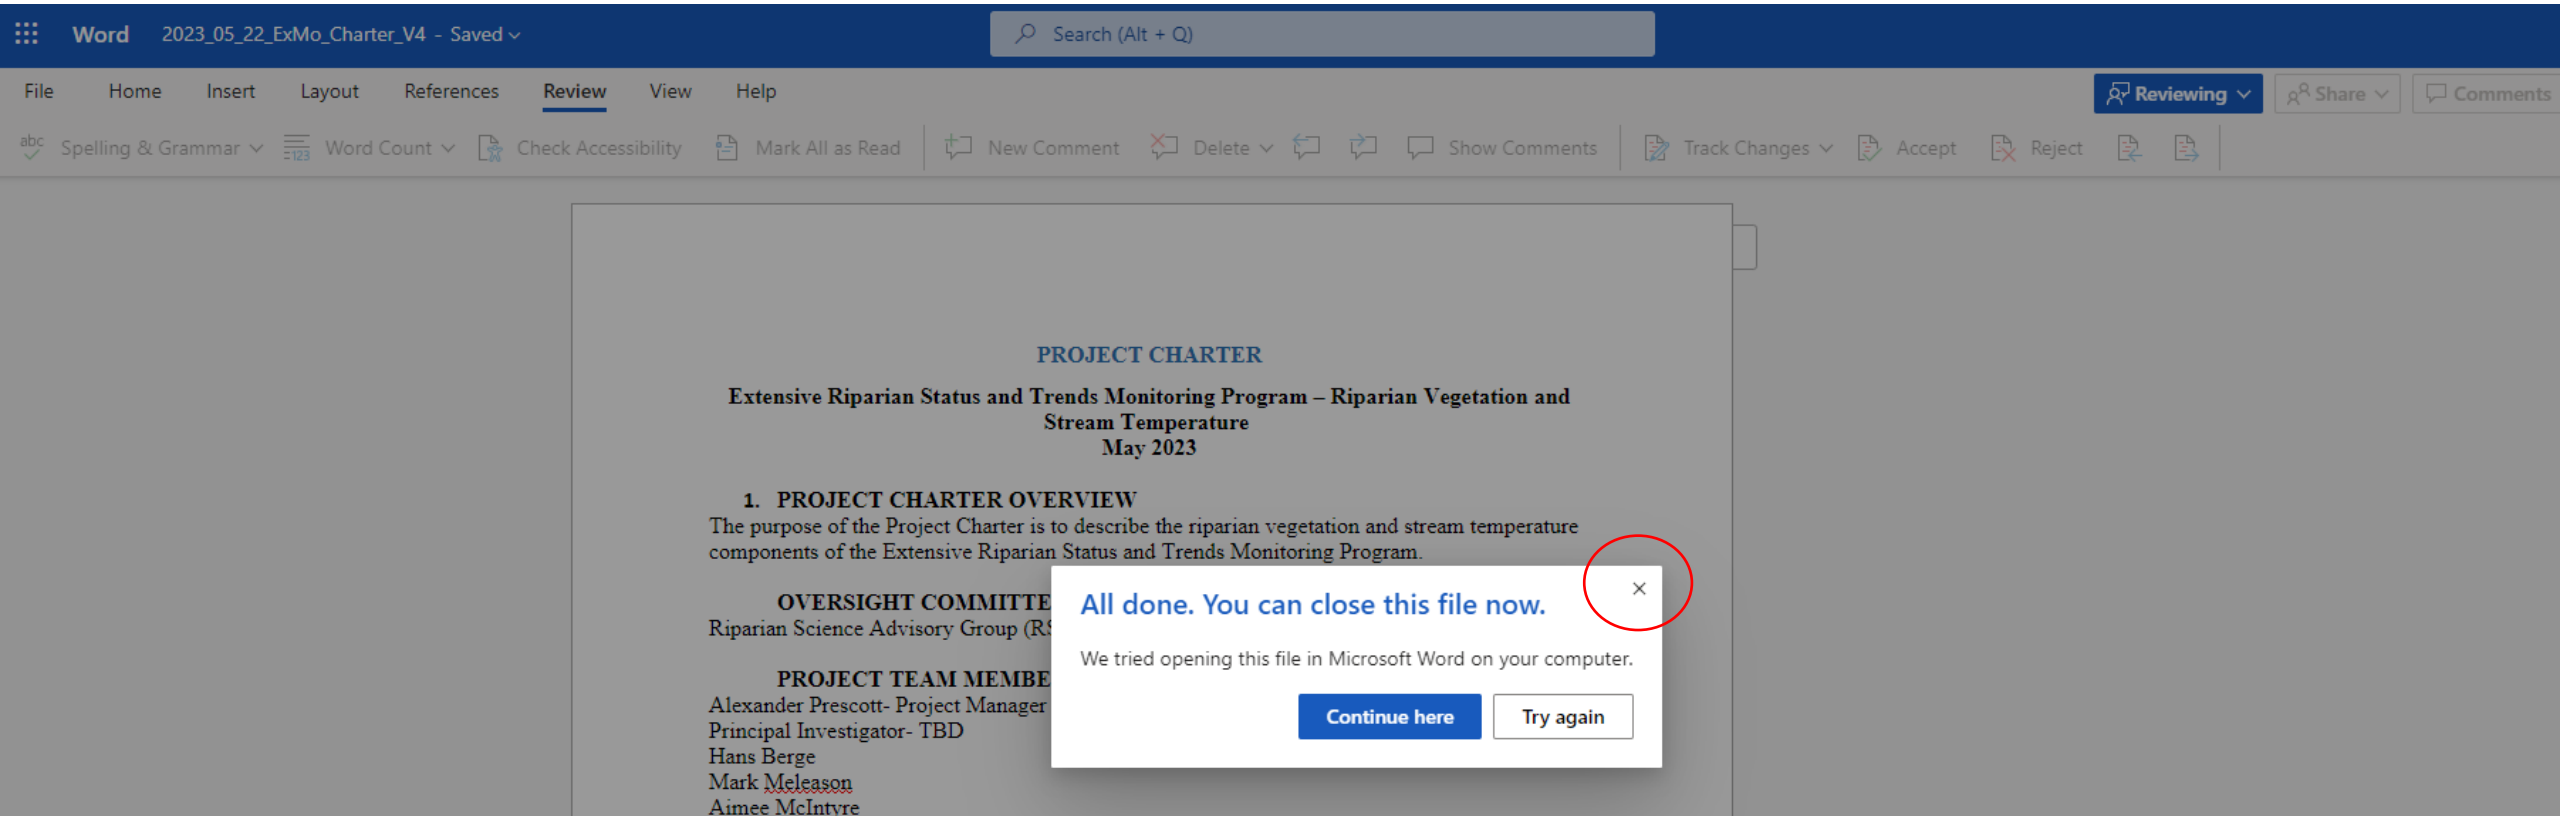 Word 2023_05_22_ExMo_Charter_V4 - Saved Search (Alt + Q)
File Home Insert Layout References Review View Help Reviewing Share Comments
abc Spelling & Grammar 123 Word Count Check Accessibility Mark All as Read New Comment Delete Show Comments Track Changes Accept Reject
PROJECT CHARTER
Extensive Riparian Status and Trends Monitoring Program – Riparian Vegetation and
Stream Temperature
May 2023
1. PROJECT CHARTER OVERVIEW
The purpose of the Project Charter is to describe the riparian vegetation and stream temperature
components of the Extensive Riparian Status and Trends Monitoring Program.
OVERSIGHT COMMITTE
Riparian Science Advisory Group (RS
PROJECT TEAM MEMBE
Alexander Prescott- Project Manager
Principal Investigator- TBD
Hans Berge
Mark Meleason
Aimee McIntyre
All done. You can close this file now.
We tried opening this file in Microsoft Word on your computer.
Continue here Try again